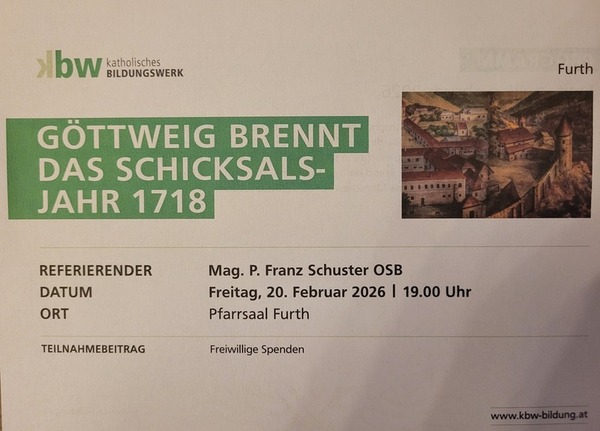 kbw katholisches
BILDUNGSWERK
Furth
GÖTTWEIG BRENNT
DAS SCHICKSALS-
JAHR 1718
REFERIERENDER Mag. P. Franz Schuster OSB
DATUM Freitag, 20. Februar 2026 | 19.00 Uhr
ORT Pfarrsaal Furth
TEILNAHMEBEITRAG Freiwillige Spenden
www.kbw-bildung.at